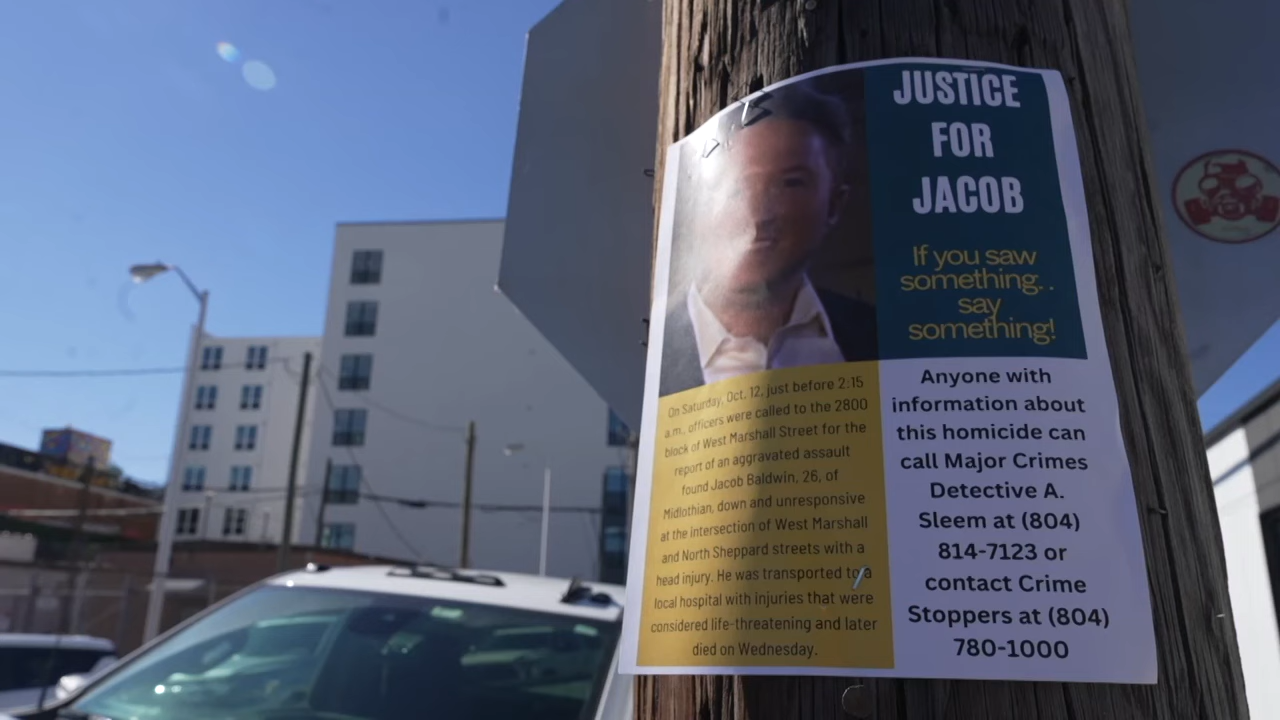 JUSTICE
FOR
JACOB
If you saw
something. .
say
something!
On Saturday, Oct. 12, just before 2:15
a.m., officers were called to the 2800
block of West Marshall Street for the
report of an aggravated assault
found Jacob Baldwin, 26, of
Midlothian, down and unresponsive
at the intersection of West Marshall
and North Sheppard streets with a
head injury. He was transported to a
local hospital with injuries that were
considered life-threatening and later
died on Wednesday.
Anyone with
information about
this homicide can
call Major Crimes
Detective A.
Sleem at (804)
814-7123 or
contact Crime
Stoppers at (804)
780-1000